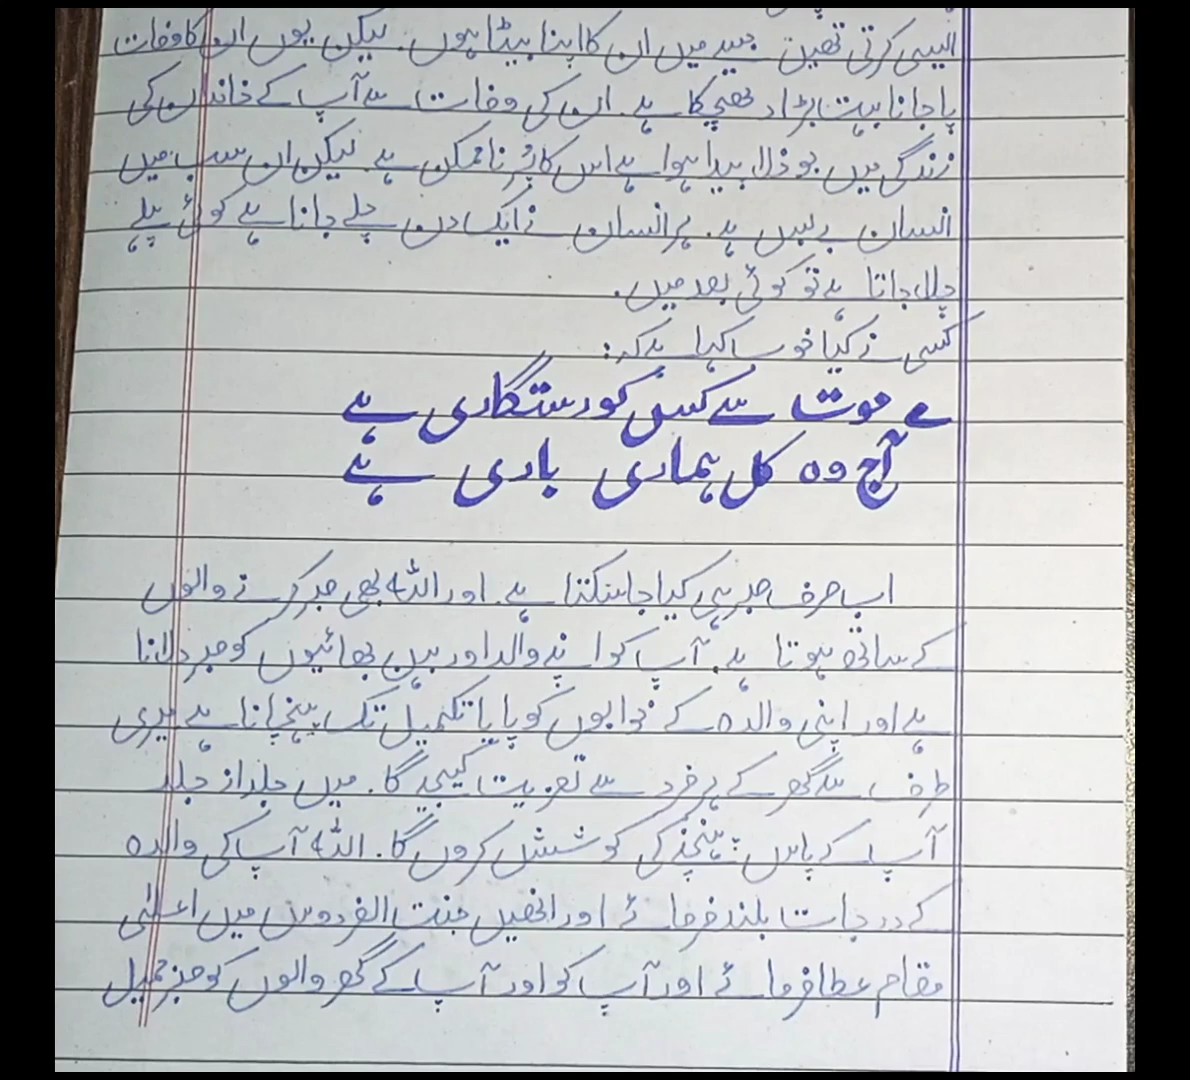 ایسی کرتی تھیں جیسے میں ان کا اپنا بیٹا ہوں۔ لیکن یوں ان کا وفات
پا جانا بہت بڑا دھچکا ہے۔ ان کی وفات سے آپ کے خاندان کی
زندگی میں جو خلا پیدا ہوا ہے اس کا پُر ناممکن ہے لیکن ان سب میں
انسان بے بس ہے۔ ہر انسان نے ایک دن چلے جانا ہے کوئی پہلے
چلا جاتا ہے تو کوئی بعد میں۔
کسی نے کیا خوب کہا ہے کہ:
؎ موت سے کس کو رستگاری ہے
آج وہ کل ہماری باری ہے
اب صرف صبر ہی کیا جا سکتا ہے۔ اور اللہ بھی صبر کرنے والوں
کے ساتھ ہوتا ہے۔ آپ کو اپنے والد اور بہن بھائیوں کو صبر دلانا
ہے اور اپنی والدہ کے خوابوں کو پایا تکمیل تک پہنچانا ہے میری
طرف سے گھر کے ہر فرد سے تعزیت کیجیے گا۔ میں جلد از جلد
آپ کے پاس پہنچنے کی کوشش کروں گا۔ اللہ آپ کی والدہ
کے درجات بلند فرمائے اور انھیں جنت الفردوس میں اعلٰی
مقام عطا فرمائے اور آپ کو اور آپ کے گھر والوں کو صبر جمیل